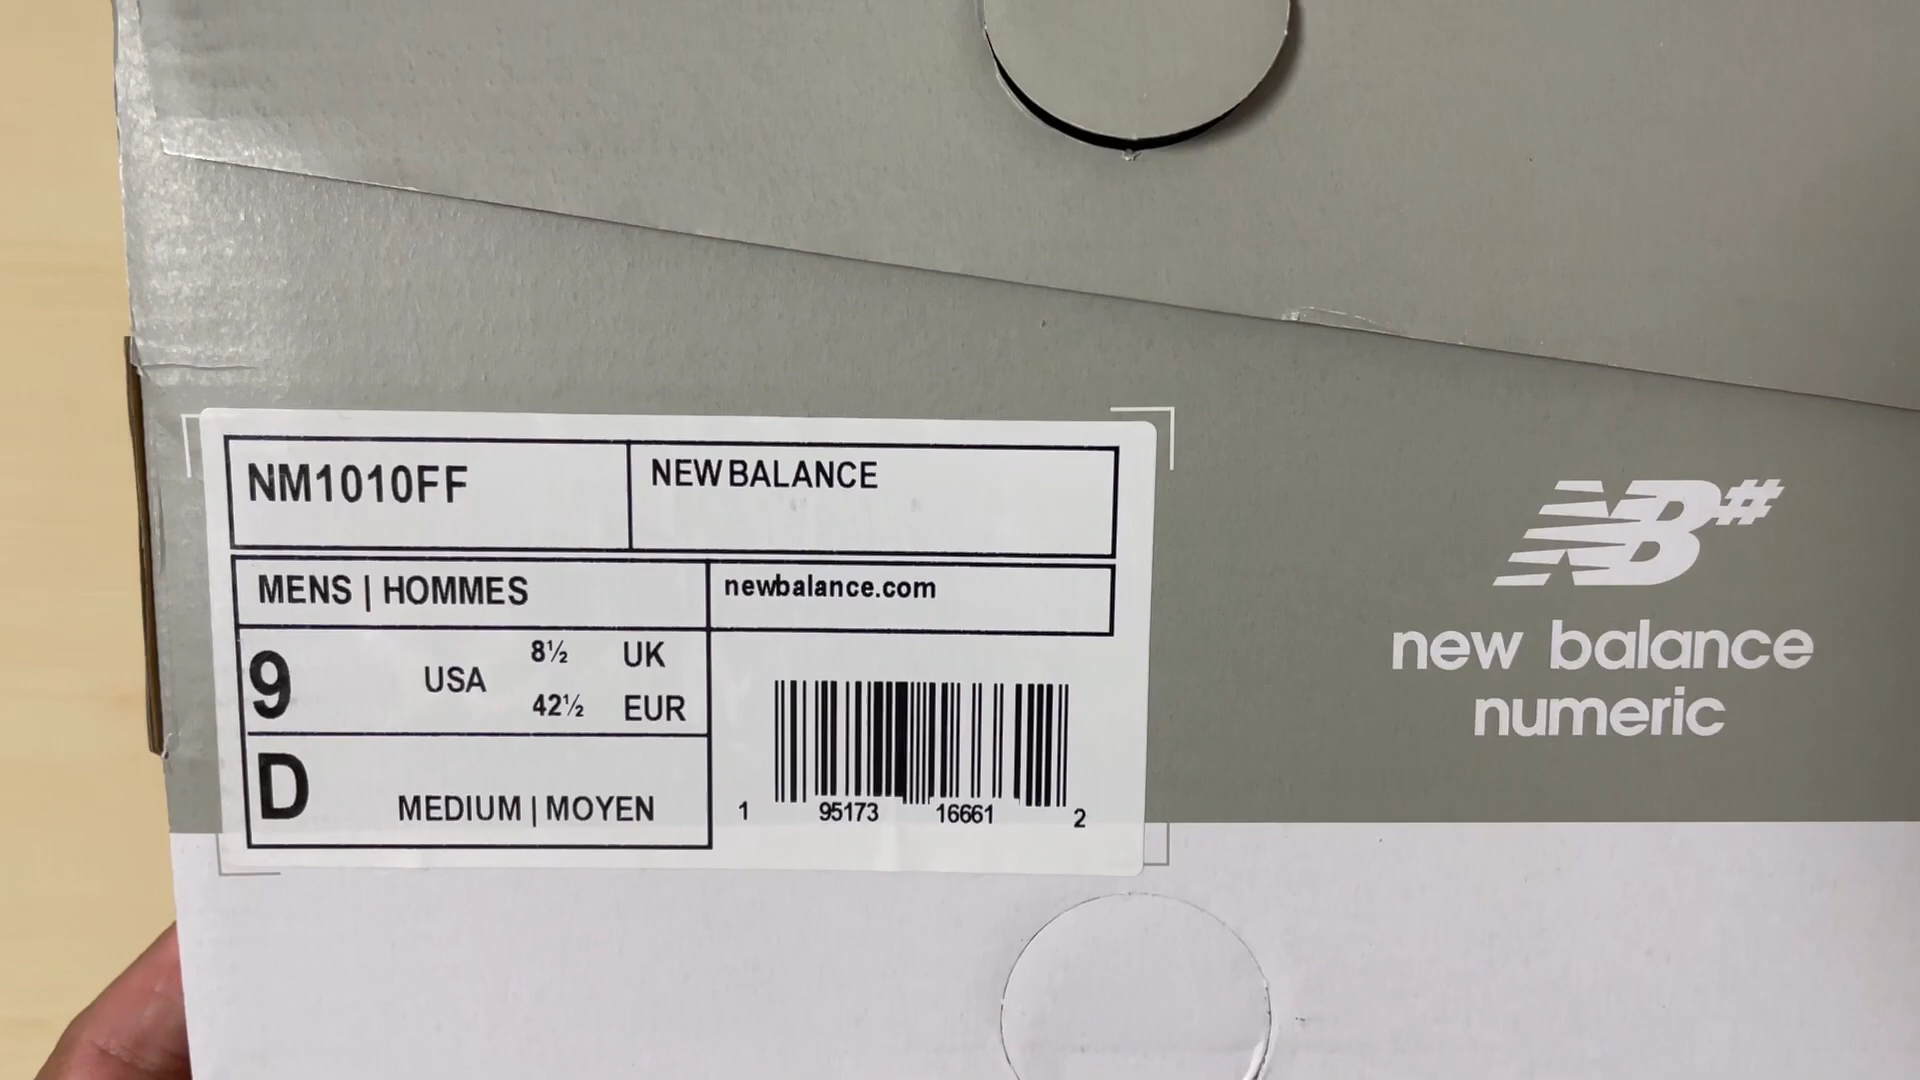 NM1010FF
NEW BALANCE
MENS | HOMMES
newbalance.com
9 USA 8½ UK
42½ EUR
D MEDIUM | MOYEN
1 95173 16661 2
NB#
new balance
numeric